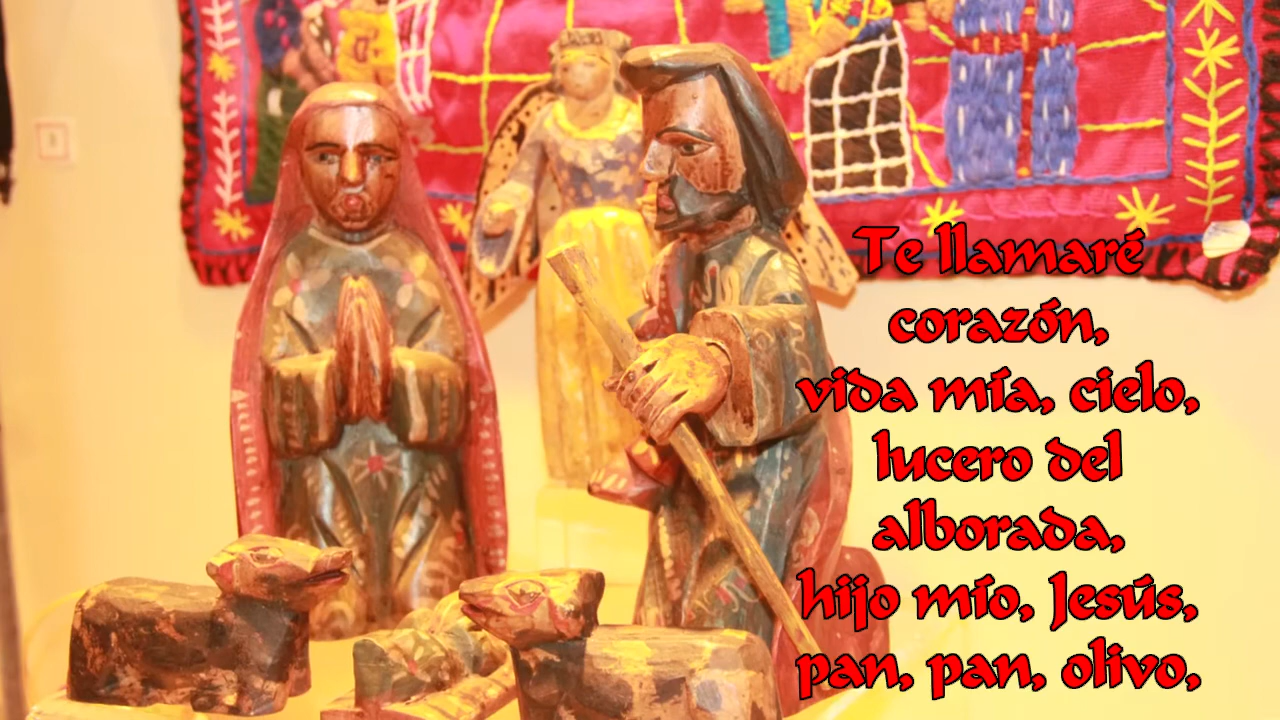 Te llamaré
corazón,
vida mía, cielo,
lucero del
alborada,
hijo mío, Jesús,
pan, pan, olivo,